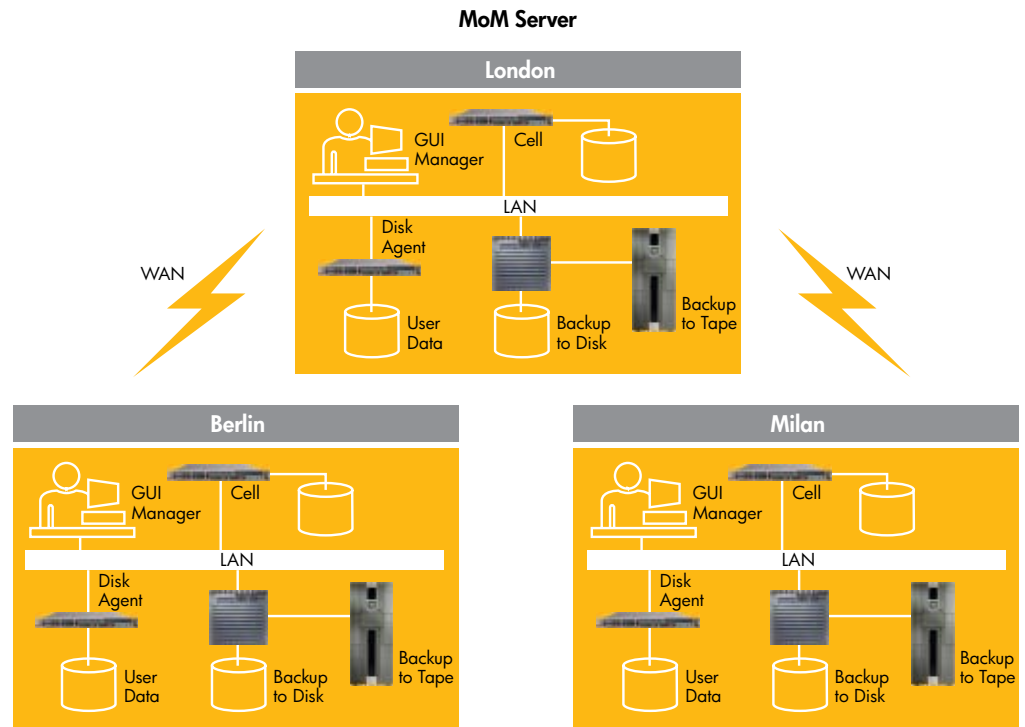 MoM Server
London
GUI
Manager
Cell
LAN
Disk
Agent
User
Data
Backup
to Disk
Backup
to Tape
WAN
WAN
Berlin
GUI
Manager
Cell
LAN
Disk
Agent
User
Data
Backup
to Disk
Backup
to Tape
Milan
GUI
Manager
Cell
LAN
Disk
Agent
User
Data
Backup
to Disk
Backup
to Tape